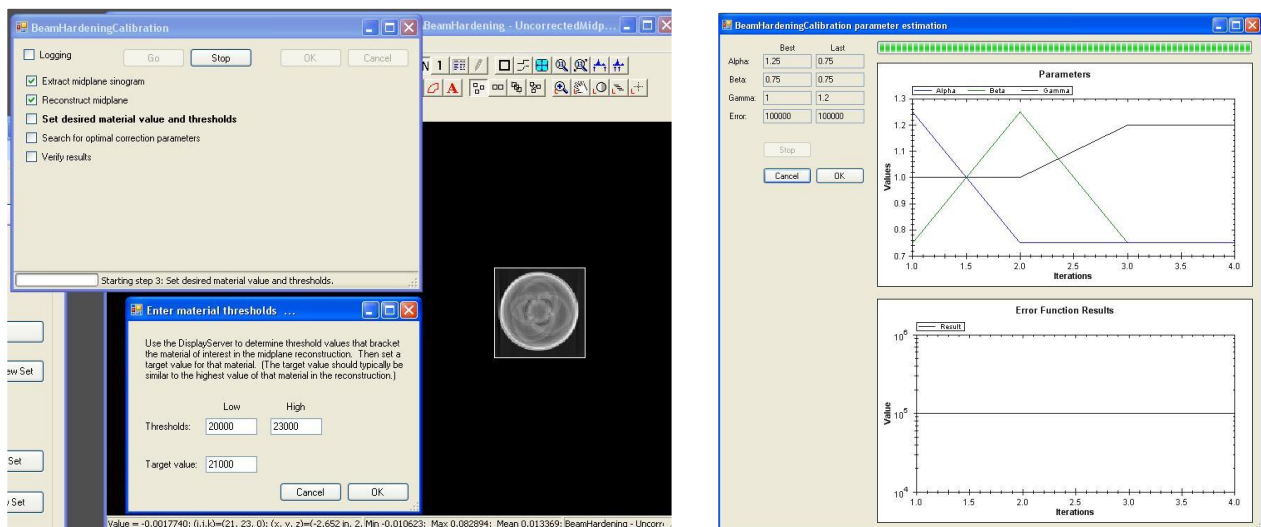 BeamHardeningCalibration
Logging
Go
Stop
OK
Cancel
Extract midplane sinogram
Reconstruct midplane
Set desired material value and thresholds
Search for optimal correction parameters
Verify results
Starting step 3: Set desired material value and thresholds.
BeamHardening - UncorrectedMidp...
N 1
A
ew Set
Set
Set
Enter material thresholds ...
Use the DisplayServer to determine threshold values that bracket
the material of interest in the midplane reconstruction. Then set a
target value for that material. (The target value should typically be
similar to the highest value of that material in the reconstruction.)
Low High
Thresholds: 20000 23000
Target value: 21000
Cancel OK
Value = -0.0017740; (i,j,k)=(21, 23, 0); (x, y, z)=(-2.652 in, 2, Min -0.010623; Max 0.082894; Mean 0.013369; BeamHardening - Uncorr
BeamHardeningCalibration parameter estimation
Best Last
Alpha: 1.25 0.75
Beta: 0.75 0.75
Gamma: 1 1.2
Error: 100000 100000
Stop
Cancel OK
Parameters
Alpha Beta Gamma
1.3
1.2
1.1
1.0
0.9
0.8
0.7
Values
1.0 1.5 2.0 2.5 3.0 3.5 4.0
Iterations
Error Function Results
Result
10^6
10^5
10^4
Value
1.0 1.5 2.0 2.5 3.0 3.5 4.0
Iterations